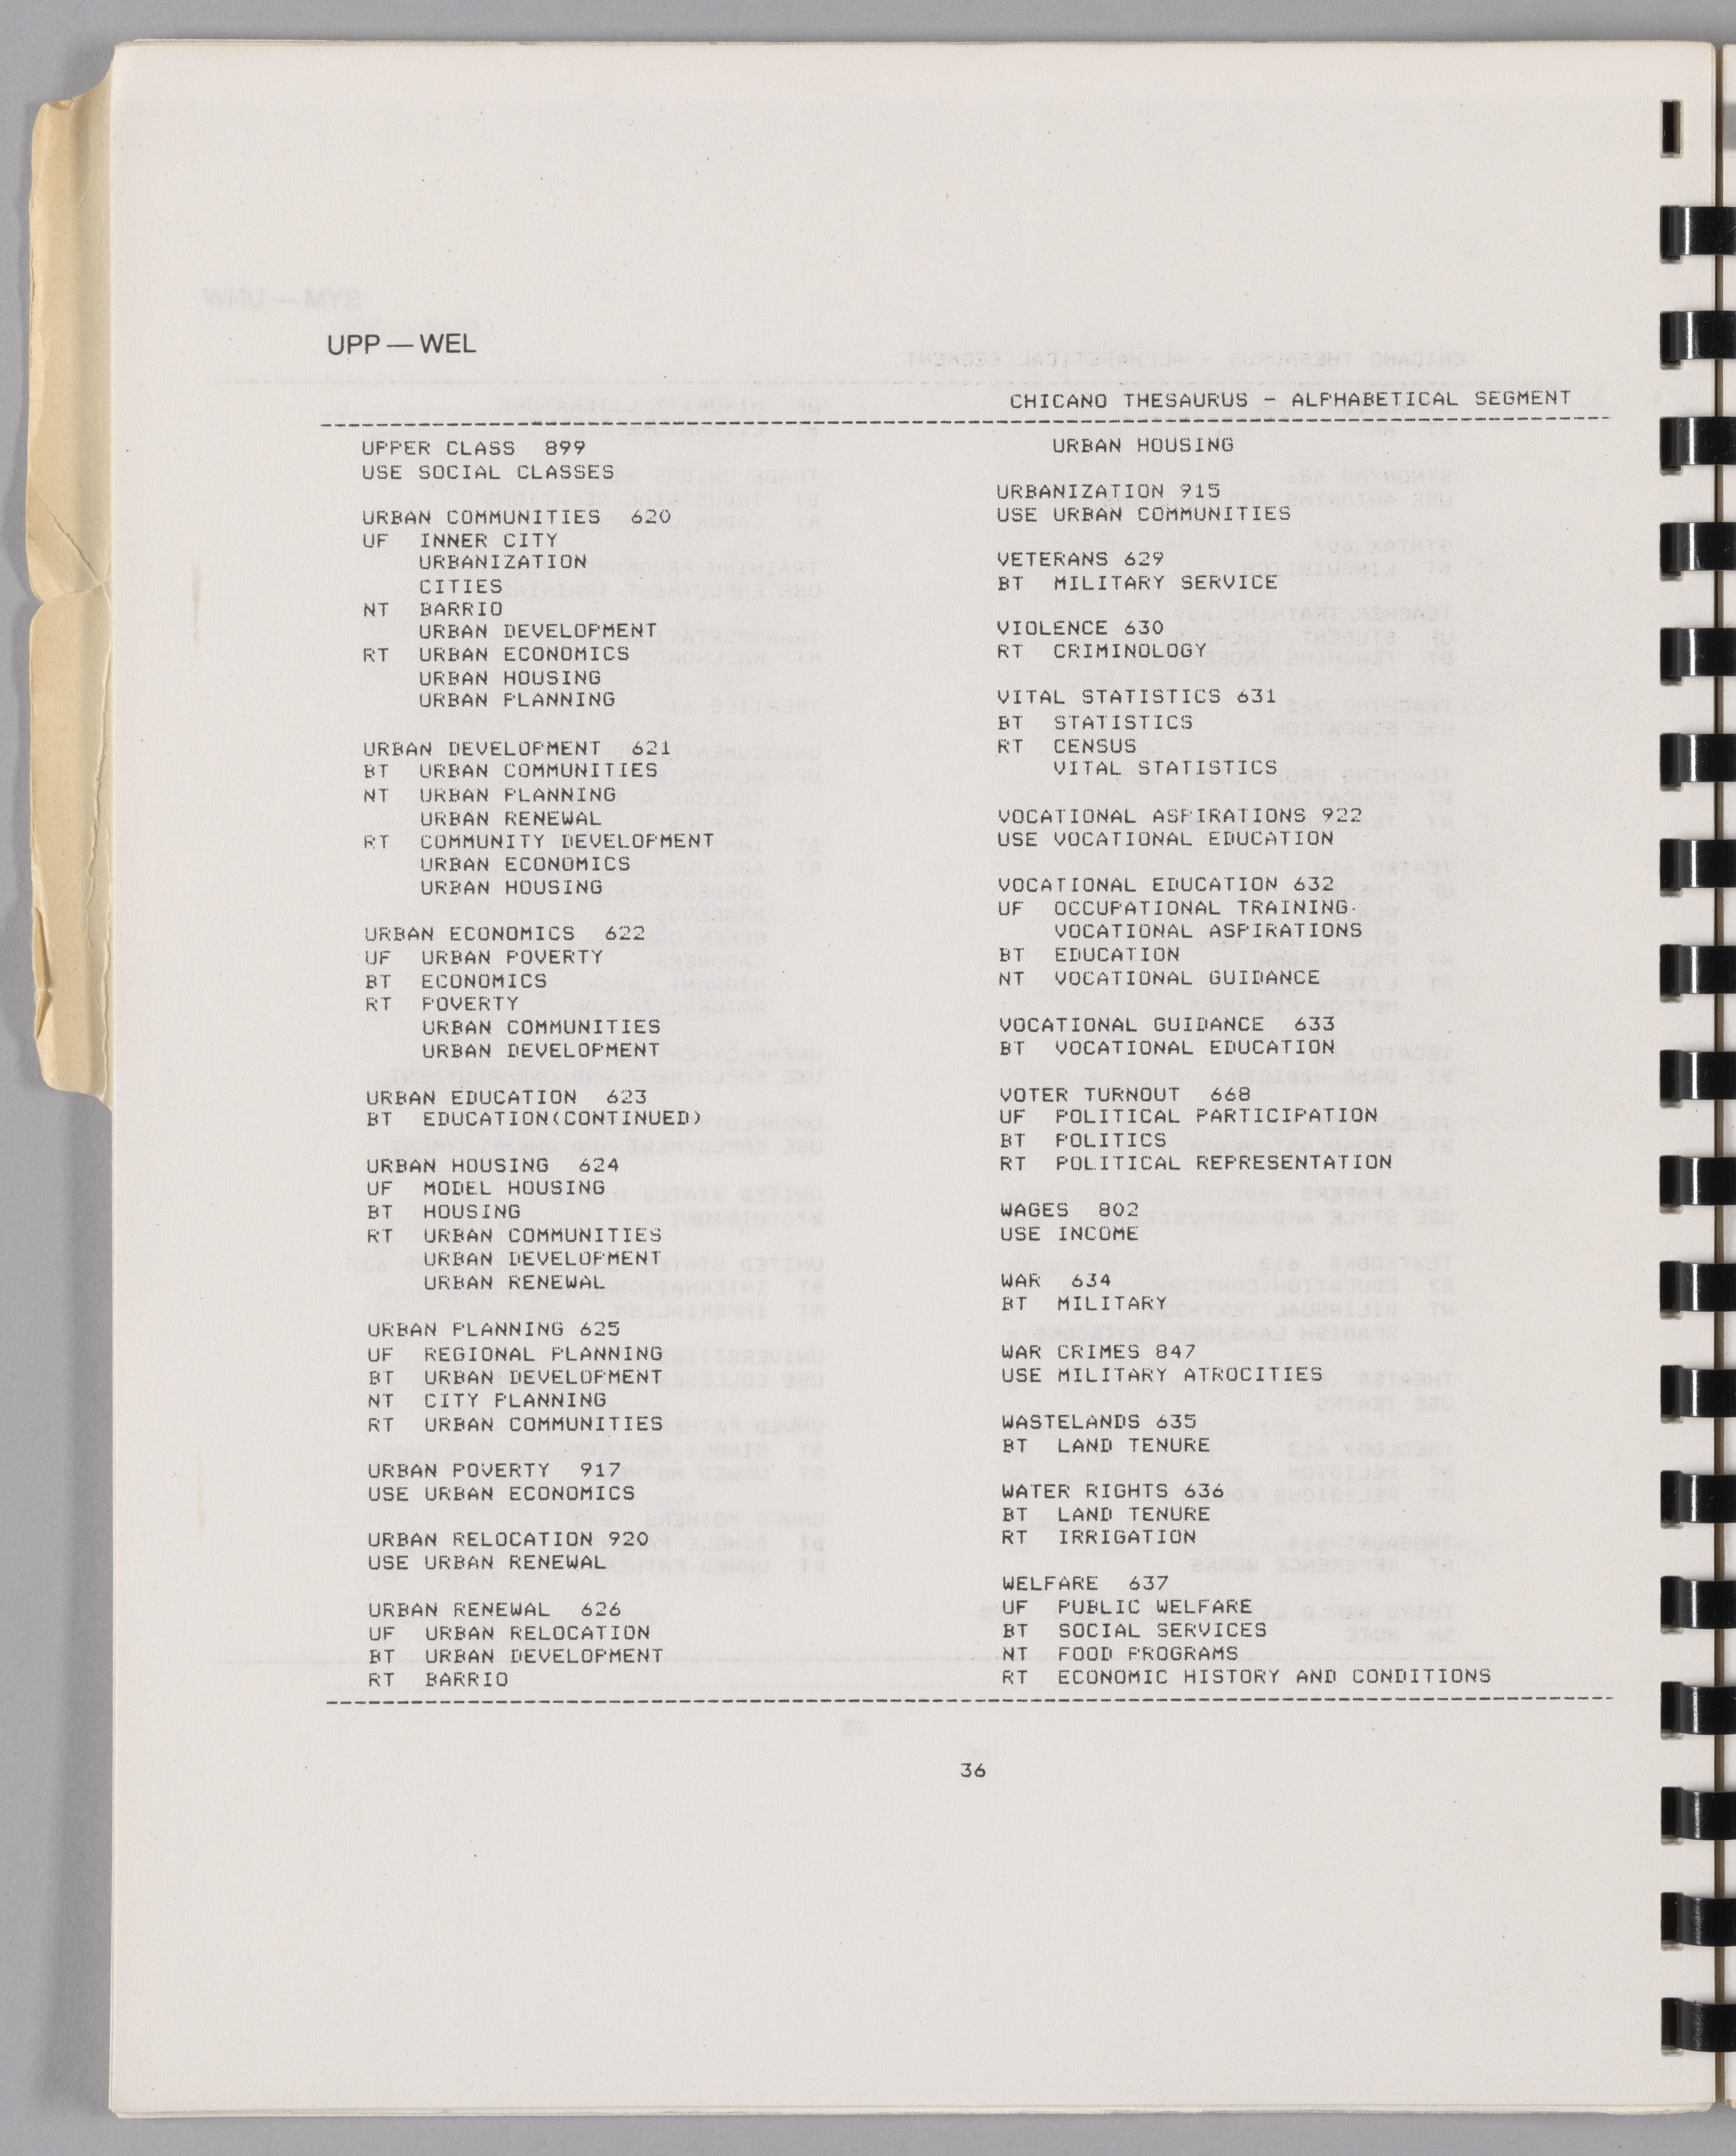 UPP — WEL
CHICANO THESAURUS - ALPHABETICAL SEGMENT
UPPER CLASS 899
USE SOCIAL CLASSES
URBAN COMMUNITIES 620
UF INNER CITY
URBANIZATION
CITIES
NT BARRIO
URBAN DEVELOPMENT
RT URBAN ECONOMICS
URBAN HOUSING
URBAN PLANNING
URBAN DEVELOPMENT 621
BT URBAN COMMUNITIES
NT URBAN PLANNING
URBAN RENEWAL
RT COMMUNITY DEVELOPMENT
URBAN ECONOMICS
URBAN HOUSING
URBAN ECONOMICS 622
UF URBAN POVERTY
BT ECONOMICS
RT POVERTY
URBAN COMMUNITIES
URBAN DEVELOPMENT
URBAN EDUCATION 623
BT EDUCATION(CONTINUED)
URBAN HOUSING 624
UF MODEL HOUSING
BT HOUSING
RT URBAN COMMUNITIES
URBAN DEVELOPMENT
URBAN RENEWAL
URBAN PLANNING 625
UF REGIONAL PLANNING
BT URBAN DEVELOPMENT
NT CITY PLANNING
RT URBAN COMMUNITIES
URBAN POVERTY 917
USE URBAN ECONOMICS
URBAN RELOCATION 920
USE URBAN RENEWAL
URBAN RENEWAL 626
UF URBAN RELOCATION
BT URBAN DEVELOPMENT
RT BARRIO
URBAN HOUSING
URBANIZATION 915
USE URBAN COMMUNITIES
VETERANS 629
BT MILITARY SERVICE
VIOLENCE 630
RT CRIMINOLOGY
VITAL STATISTICS 631
BT STATISTICS
RT CENSUS
VITAL STATISTICS
VOCATIONAL ASPIRATIONS 922
USE VOCATIONAL EDUCATION
VOCATIONAL EDUCATION 632
UF OCCUPATIONAL TRAINING
VOCATIONAL ASPIRATIONS
BT EDUCATION
NT VOCATIONAL GUIDANCE
VOCATIONAL GUIDANCE 633
BT VOCATIONAL EDUCATION
VOTER TURNOUT 668
UF POLITICAL PARTICIPATION
BT POLITICS
RT POLITICAL REPRESENTATION
WAGES 802
USE INCOME
WAR 634
BT MILITARY
WAR CRIMES 847
USE MILITARY ATROCITIES
WASTELANDS 635
BT LAND TENURE
WATER RIGHTS 636
BT LAND TENURE
RT IRRIGATION
WELFARE 637
UF PUBLIC WELFARE
BT SOCIAL SERVICES
NT FOOD PROGRAMS
RT ECONOMIC HISTORY AND CONDITIONS
36